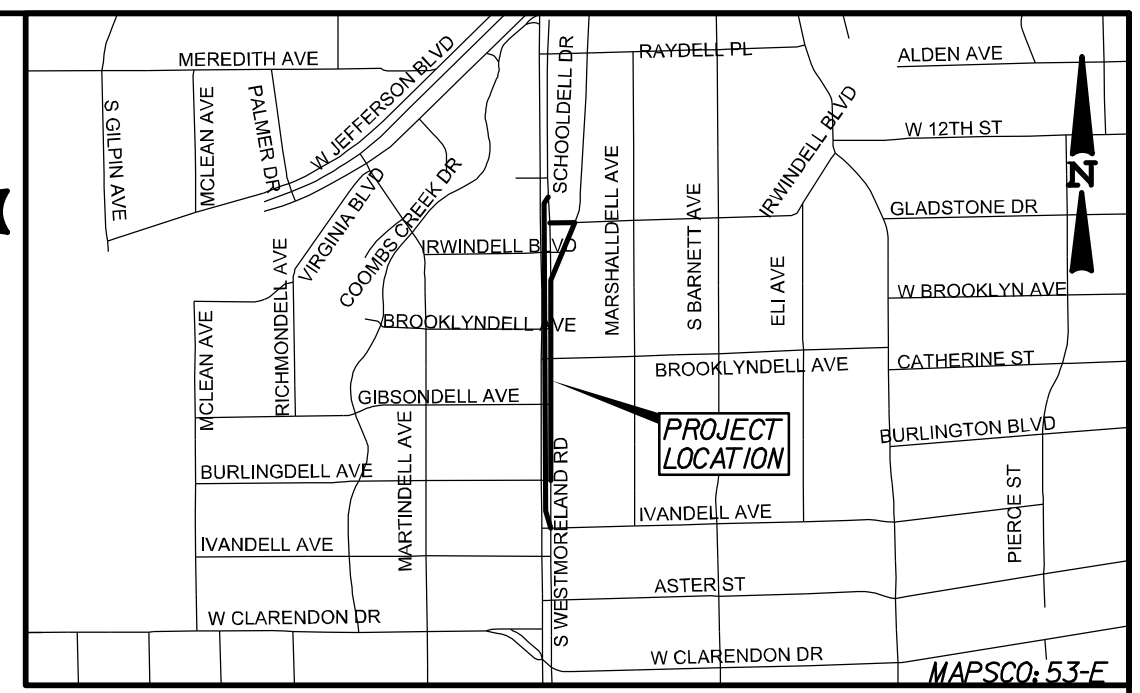 MEREDITH AVE
RAYDELL PL
ALDEN AVE
S GILPIN AVE
MCLEAN AVE
PALMER DR
W JEFFERSON BLVD
SCHOOLDELL DR
IRWINDELL BLVD
W 12TH ST
N
VIRGINIA BLVD
COOMBS CREEK DR
MARSHALLDELL AVE
S BARNETT AVE
GLADSTONE DR
IRWINDELL BLVD
RICHMONDELL AVE
ELI AVE
W BROOKLYN AVE
BROOKLYNDELL AVE
MCLEAN AVE
BROOKLYNDELL AVE
CATHERINE ST
GIBSONDELL AVE
MARTINDELL AVE
PROJECT
LOCATION
BURLINGTON BLVD
BURLINGDELL AVE
S WESTMORELAND RD
IVANDELL AVE
PIERCE ST
IVANDELL AVE
ASTER ST
W CLARENDON DR
W CLARENDON DR
MAPSCO: 53-E